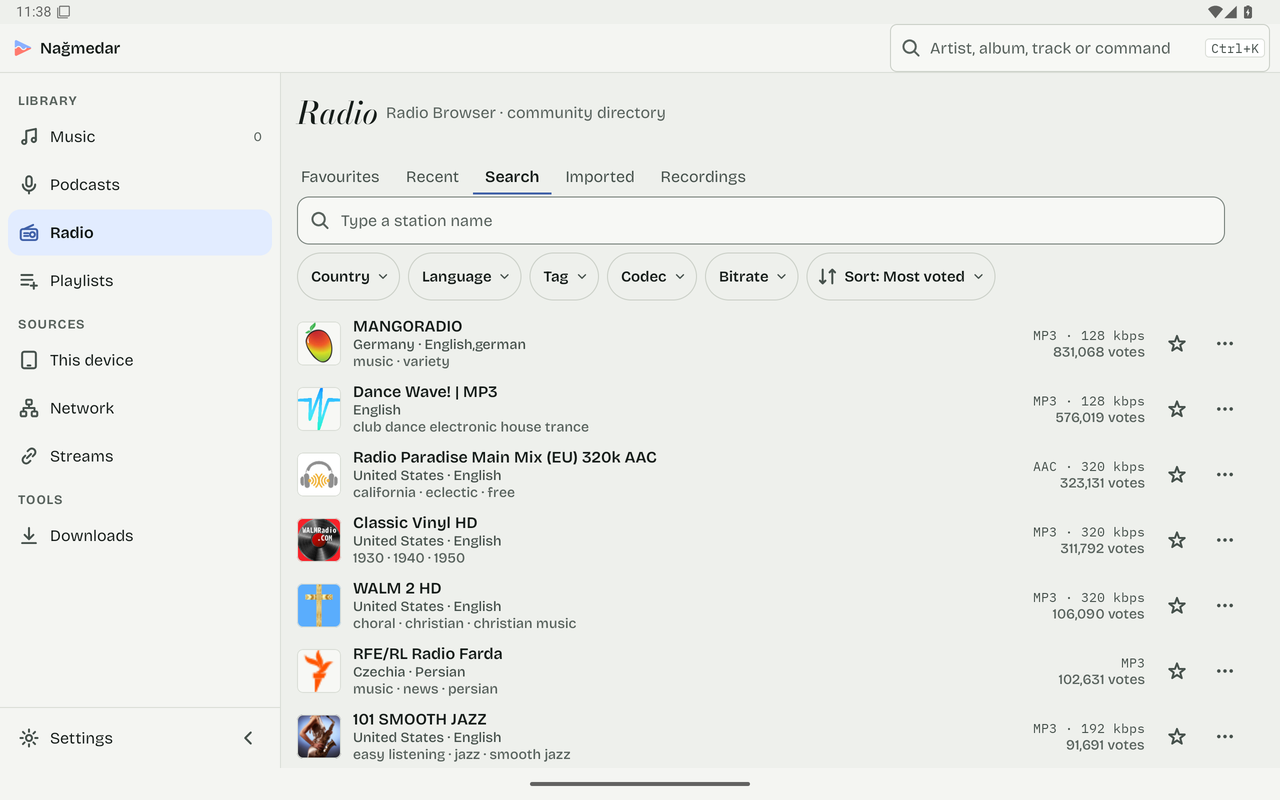 11:38
Nağmedar
Artist, album, track or command
Ctrl+K
LIBRARY
Music
0
Podcasts
Radio
Playlists
SOURCES
This device
Network
Streams
TOOLS
Downloads
Settings
Radio
Radio Browser · community directory
Favourites
Recent
Search
Imported
Recordings
Type a station name
Country
Language
Tag
Codec
Bitrate
Sort: Most voted
MANGORADIO
Germany · English,german
music · variety
MP3 · 128 kbps
831,068 votes
Dance Wave! | MP3
English
club dance electronic house trance
MP3 · 128 kbps
576,019 votes
Radio Paradise Main Mix (EU) 320k AAC
United States · English
california · eclectic · free
AAC · 320 kbps
323,131 votes
WALMRadio
.COM
Classic Vinyl HD
United States · English
1930 · 1940 · 1950
MP3 · 320 kbps
311,792 votes
WALM 2 HD
United States · English
choral · christian · christian music
MP3 · 320 kbps
106,090 votes
RFE/RL Radio Farda
Czechia · Persian
music · news · persian
MP3
102,631 votes
101 SMOOTH JAZZ
United States · English
easy listening · jazz · smooth jazz
MP3 · 192 kbps
91,691 votes